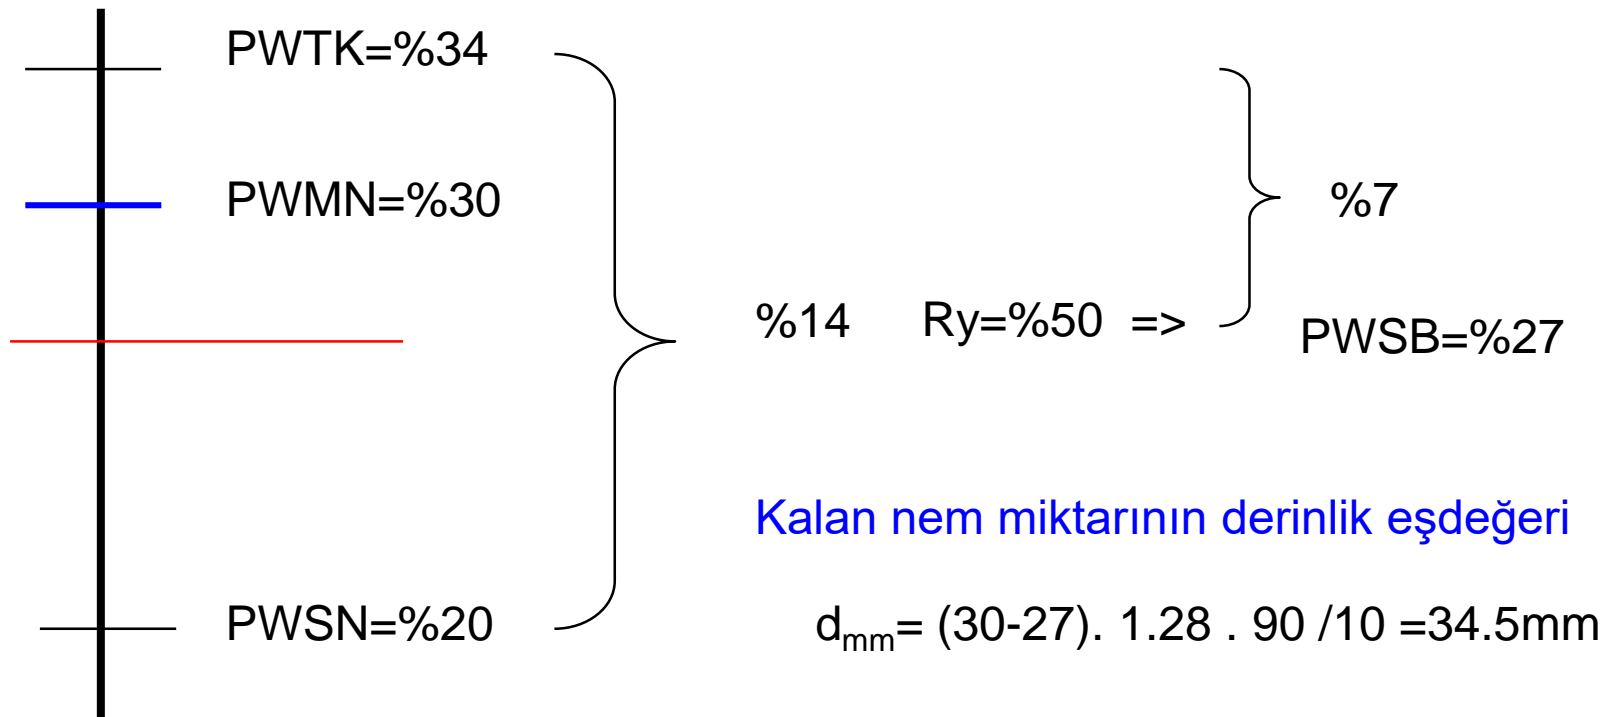 PWTK=%34
PWMN=%30
%7
%14 Ry=%50 =>
PWSB=%27
Kalan nem miktarının derinlik eşdeğeri
PWSN=%20
dmm= (30-27). 1.28 . 90 /10 =34.5mm